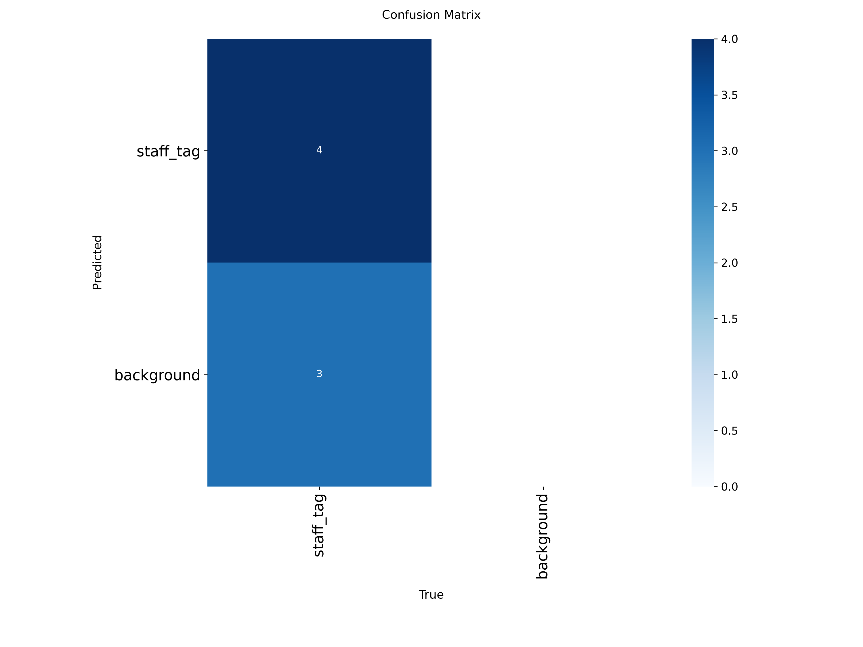 Confusion Matrix
staff_tag
background
Predicted
4
3
staff_tag
background
True
4.0
3.5
3.0
2.5
2.0
1.5
1.0
0.5
0.0